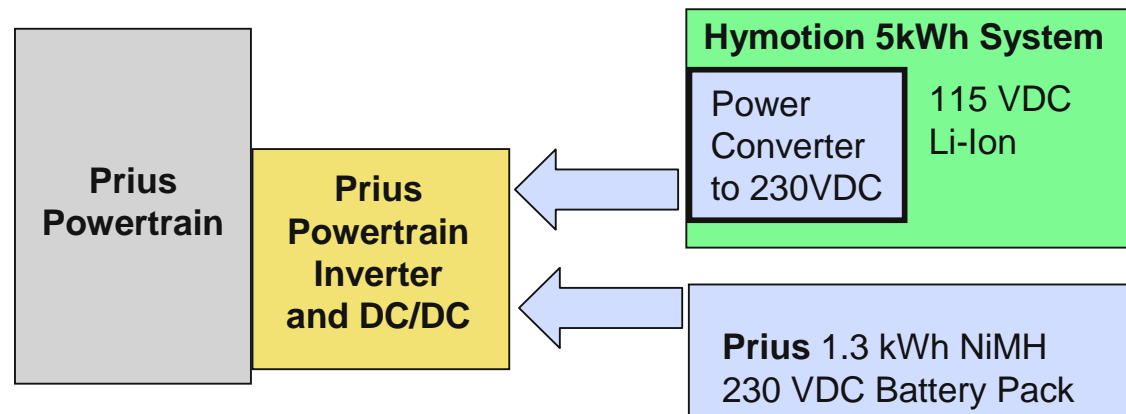 Prius
Powertrain
Prius
Powertrain
Inverter
and DC/DC
Hymotion 5kWh System
Power
Converter
to 230VDC
115 VDC
Li-Ion
Prius 1.3 kWh NiMH
230 VDC Battery Pack